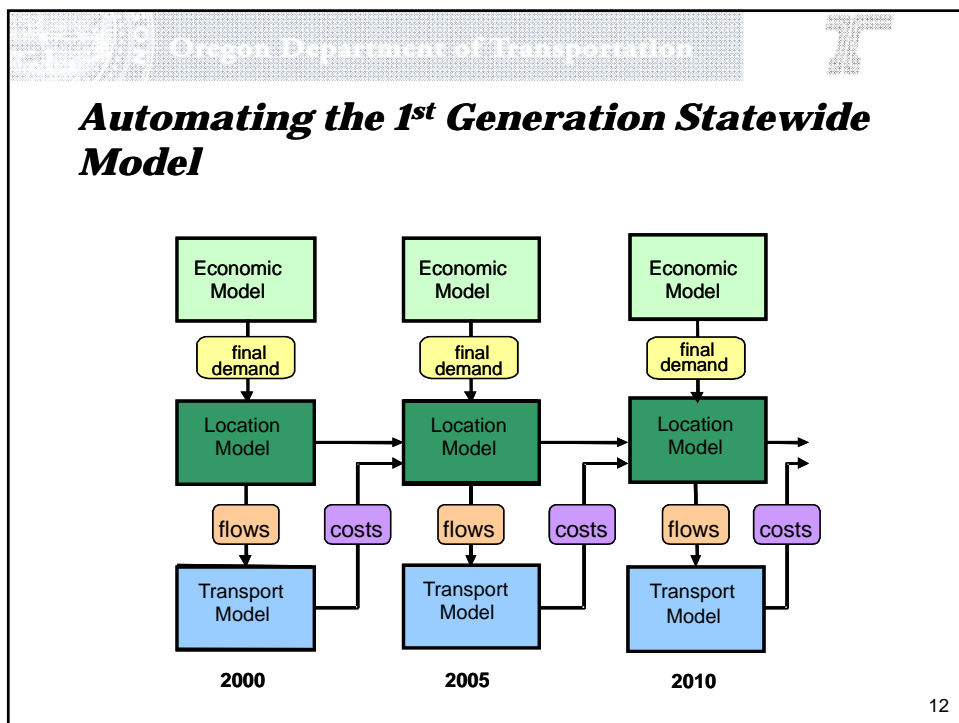 Oregon Department of Transportation
Automating the 1st Generation Statewide
Model
Economic
Model
Economic
Model
Economic
Model
final
demand
final
demand
final
demand
Location
Model
Location
Model
Location
Model
flows
costs
flows
costs
flows
costs
Transport
Model
Transport
Model
Transport
Model
2000
2005
2010
12